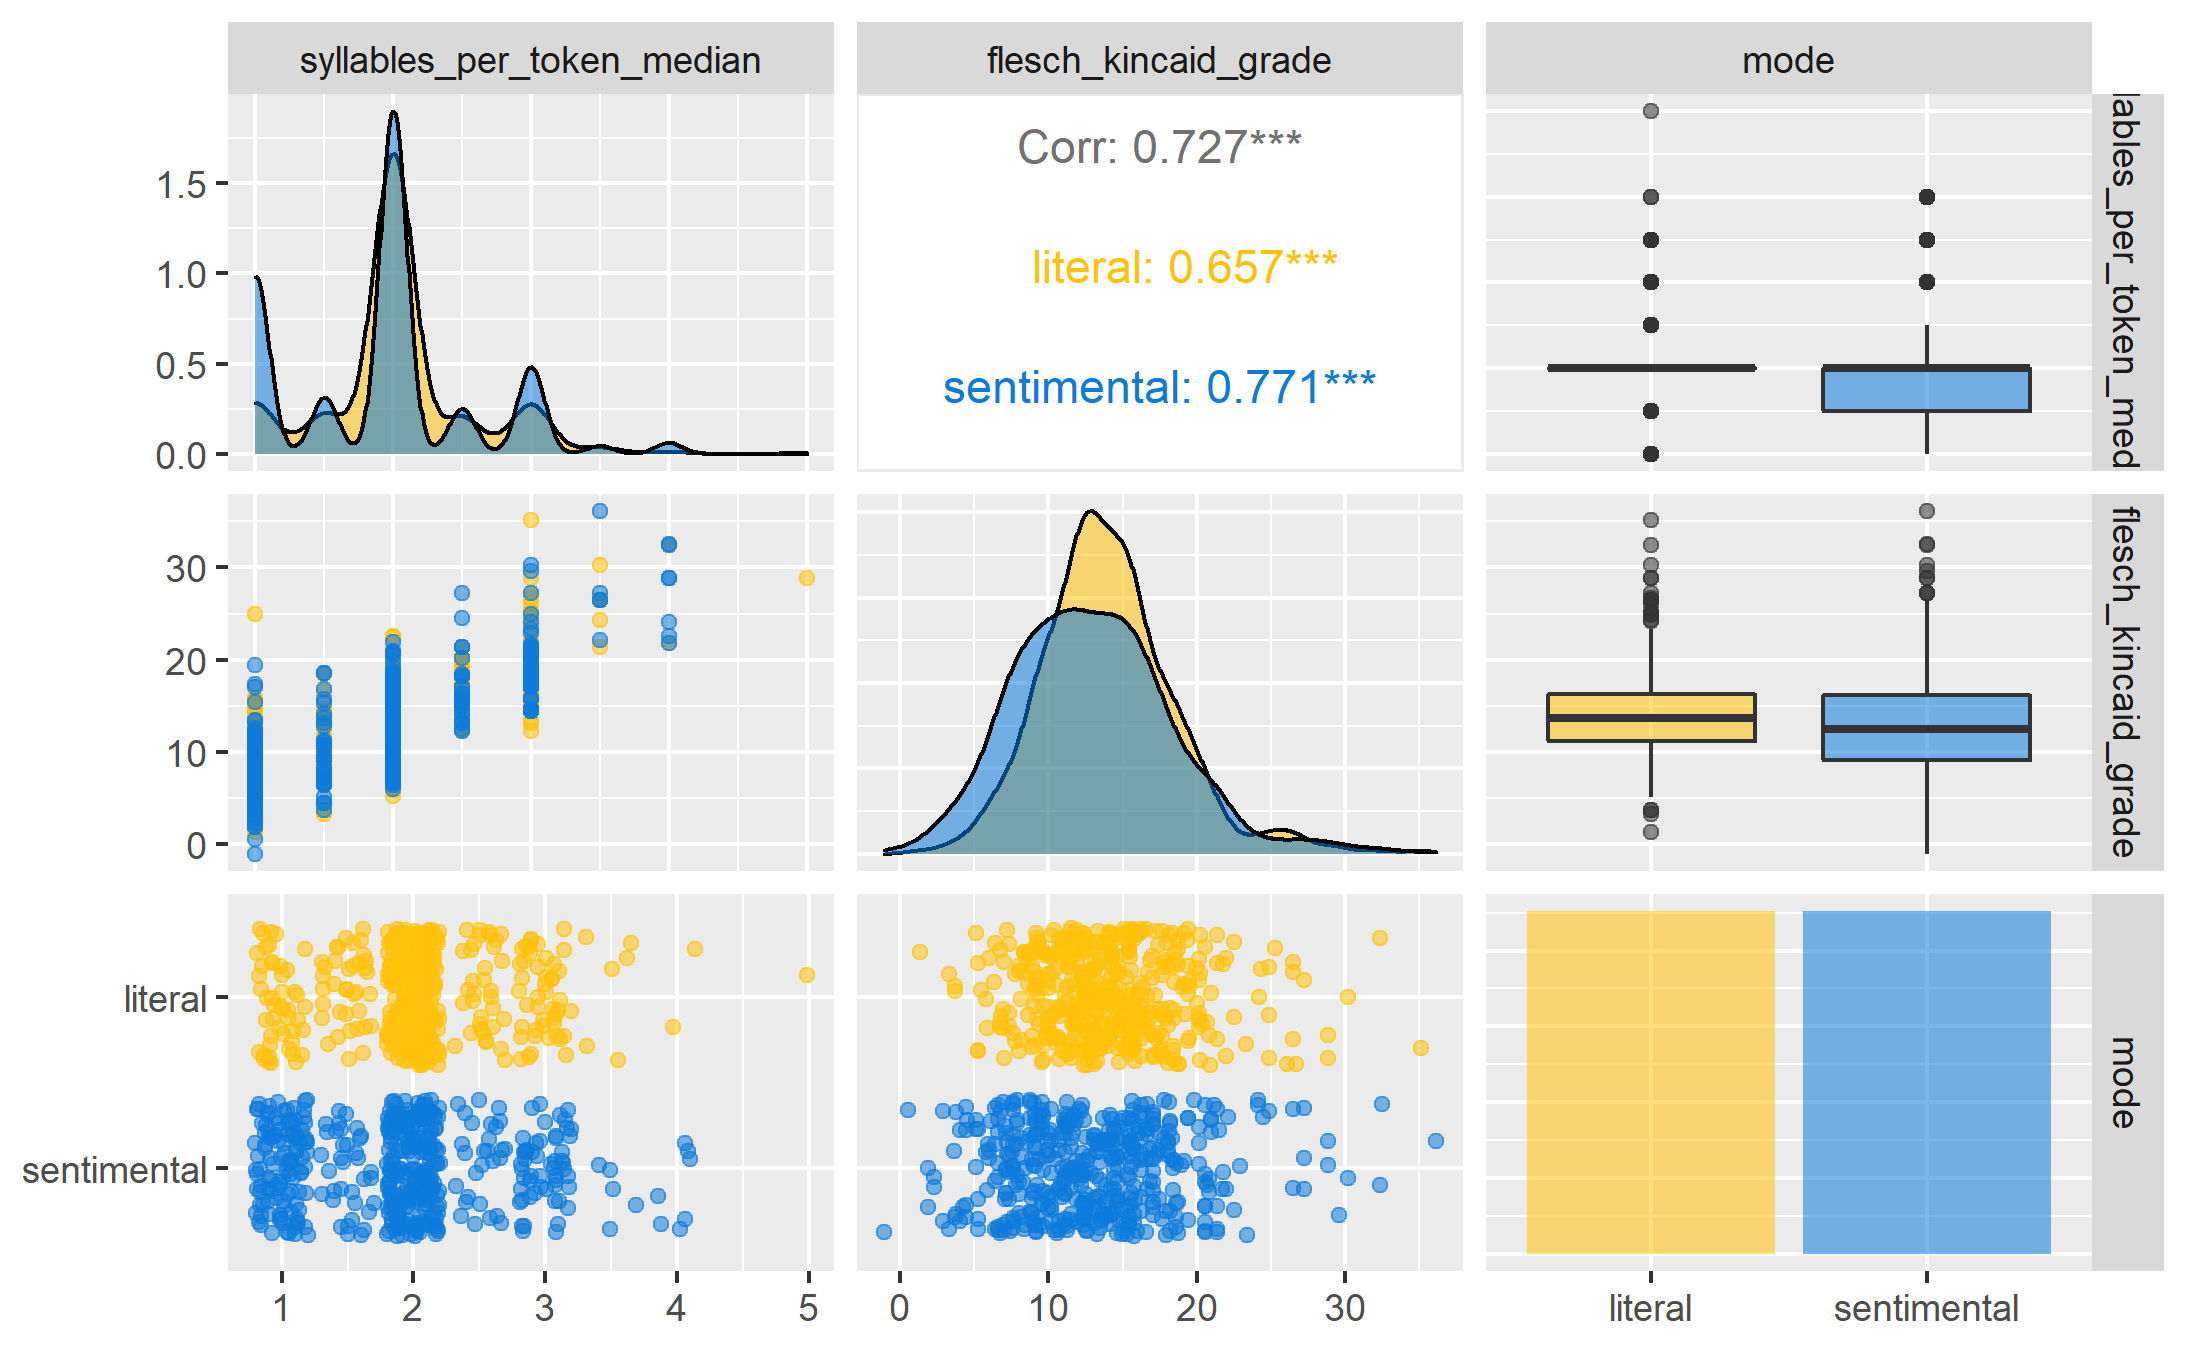 syllables_per_token_median
flesch_kincaid_grade
mode
1.5
1.0
0.5
0.0
Corr: 0.727***
literal: 0.657***
sentimental: 0.771***
lables_per_token_med
30
20
10
0
flesch_kincaid_grade
literal
sentimental
mode
1 2 3 4 5
0 10 20 30
literal sentimental